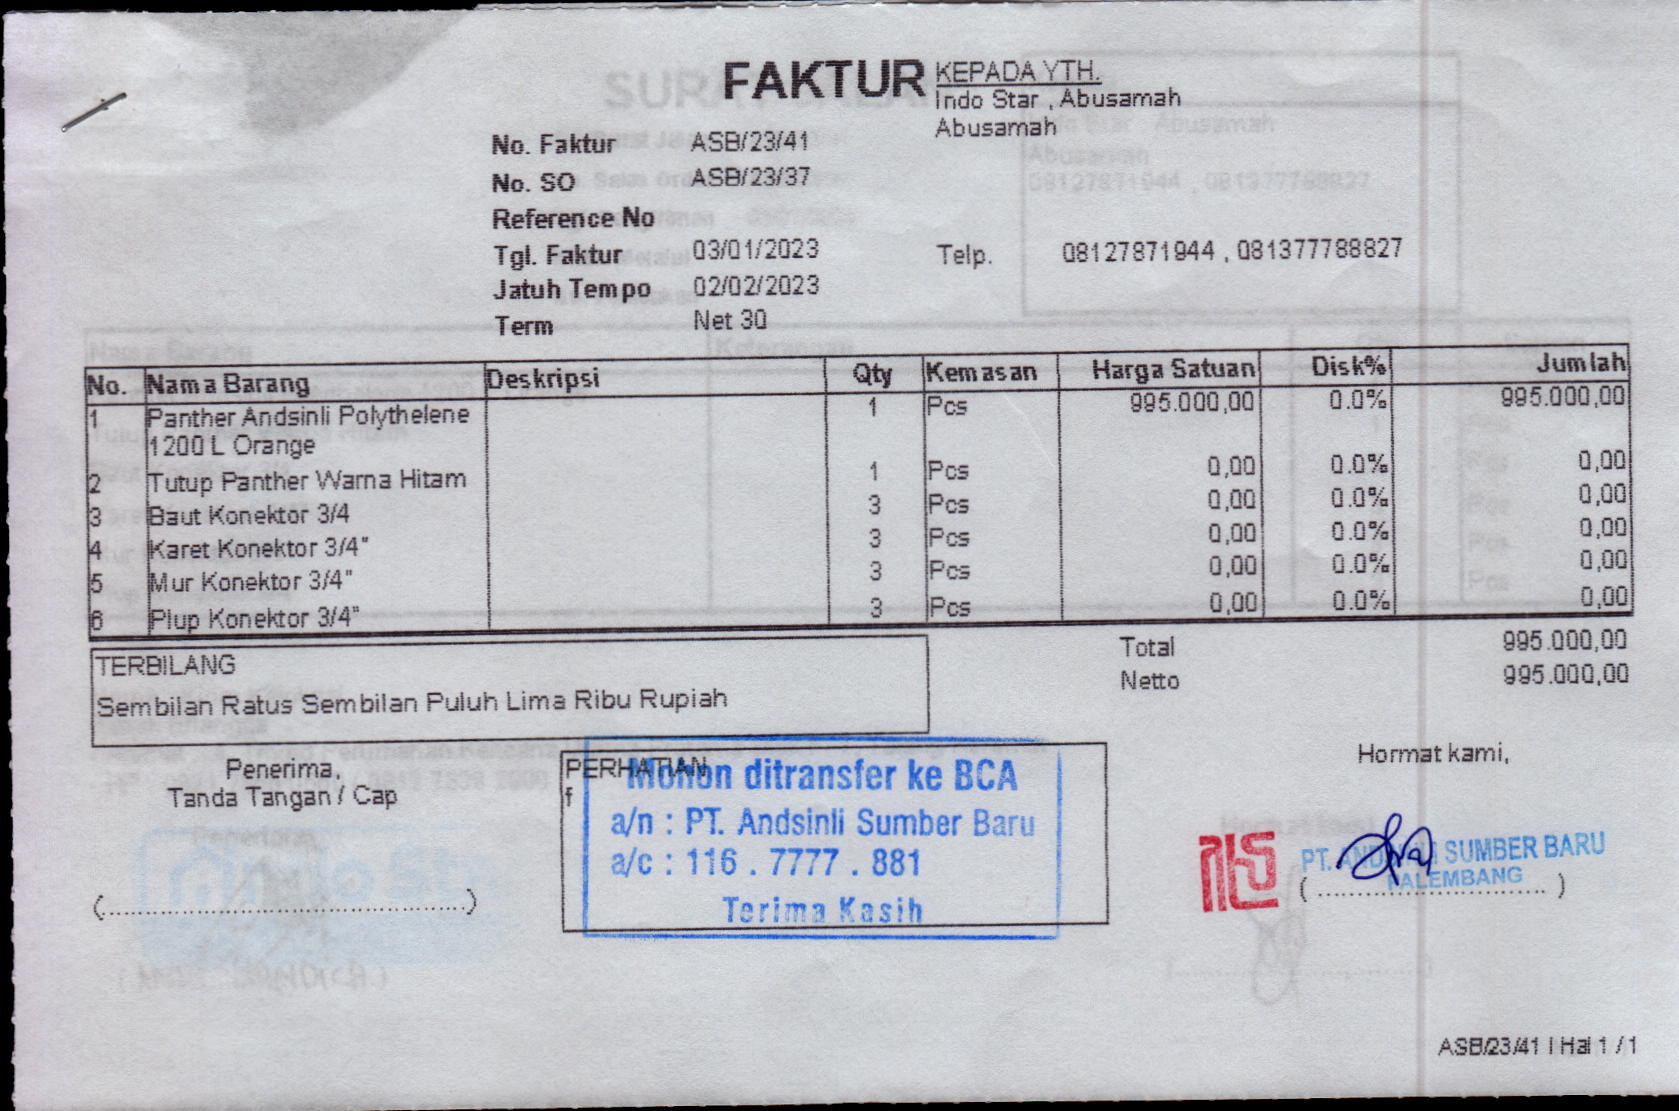 FAKTUR
KEPADA YTH.
Indo Star , Abusamah
Abusamah
No. Faktur ASB/23/41
No. SO ASB/23/37
Reference No
Tgl. Faktur 03/01/2023
Telp. 08127871944 , 081377788827
Jatuh Tempo 02/02/2023
Term Net 30
No. Nama Barang Deskripsi Qty Kemasan Harga Satuan Disk% Jumlah
1 Panther Andsinli Polythelene 1 Pcs 995.000,00 0.0% 995.000,00
1200 L Orange
2 Tutup Panther Warna Hitam 1 Pcs 0,00 0.0% 0,00
3 Baut Konektor 3/4 3 Pcs 0,00 0.0% 0,00
4 Karet Konektor 3/4" 3 Pcs 0,00 0.0% 0,00
5 Mur Konektor 3/4" 3 Pcs 0,00 0.0% 0,00
6 Plup Konektor 3/4" 3 Pcs 0,00 0.0% 0,00
Total 995.000,00
Netto 995.000,00
TERBILANG
Sembilan Ratus Sembilan Puluh Lima Ribu Rupiah
Penerima,
Tanda Tangan / Cap
(..........................................)
PERHATIAN
f
Mohon ditransfer ke BCA
a/n : PT. Andsinli Sumber Baru
a/c : 116 . 7777 . 881
Terima Kasih
Hormat kami,
PT. ANDSINLI SUMBER BARU
PALEMBANG
(..........................)
ASB/23/41 | Hal 1 / 1